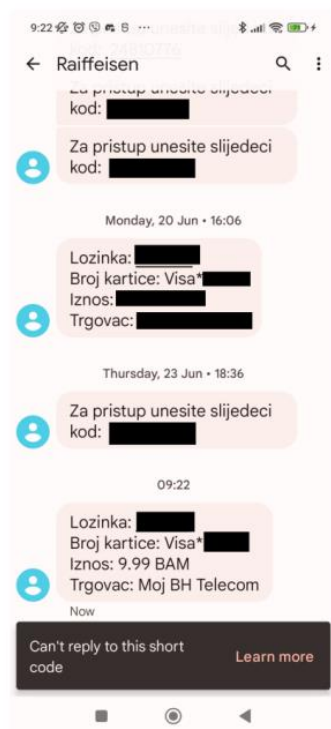 9:22
Raiffeisen
Za pristup unesite slijedeci
kod:
Za pristup unesite slijedeci
kod:
Monday, 20 Jun • 16:06
Lozinka:
Broj kartice: Visa*
Iznos:
Trgovac:
Thursday, 23 Jun • 18:36
Za pristup unesite slijedeci
kod:
09:22
Lozinka:
Broj kartice: Visa*
Iznos: 9.99 BAM
Trgovac: Moj BH Telecom
Now
Can't reply to this short
code
Learn more